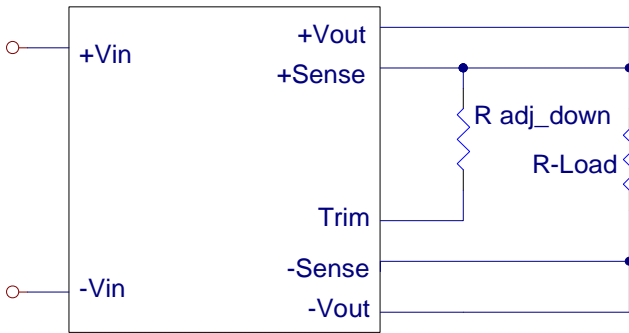 +Vout
+Vin
+Sense
R adj_down
R-Load
Trim
-Sense
-Vin
-Vout